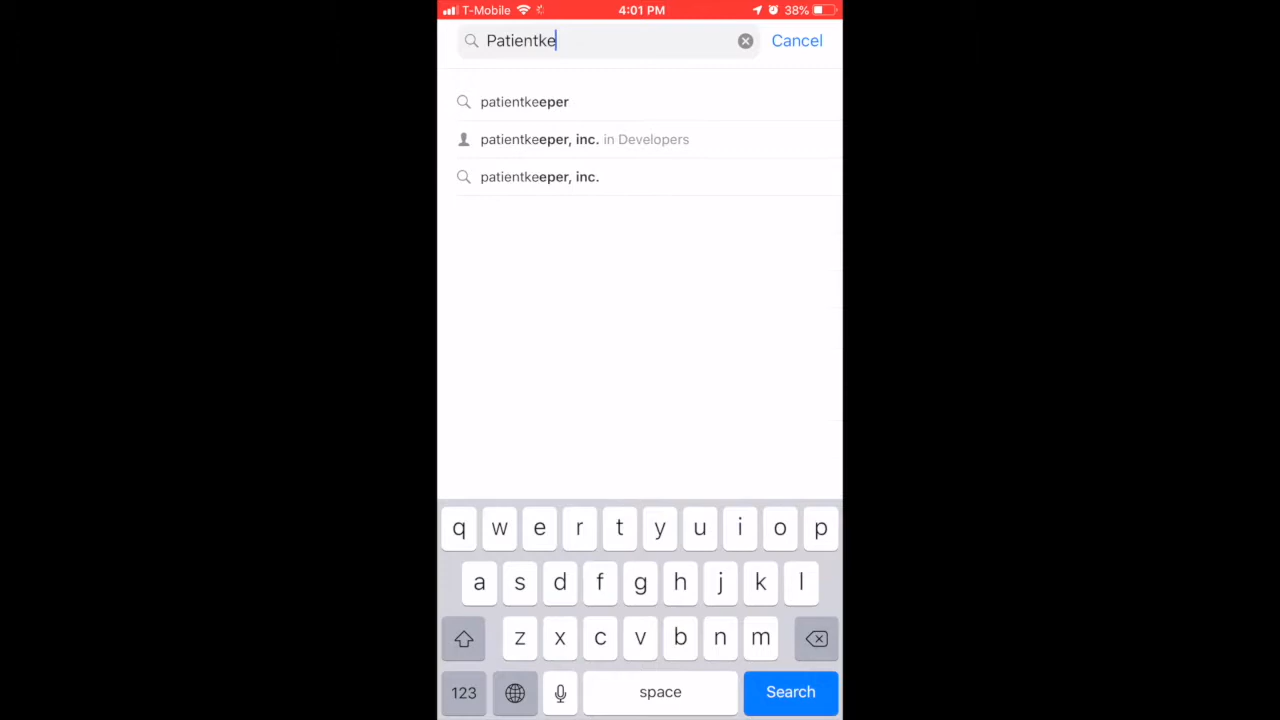 T-Mobile 4:01 PM 38%
Patientke Cancel
patientkeeper
patientkeeper, inc. in Developers
patientkeeper, inc.
q w e r t y u i o p
a s d f g h j k l
z x c v b n m
123 space Search